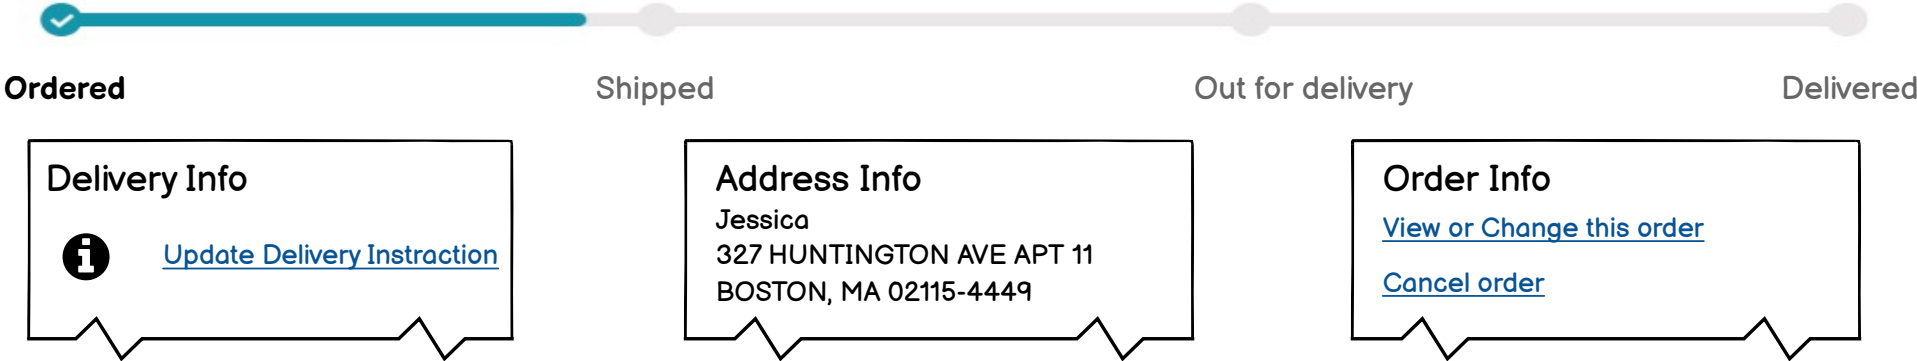 Ordered
Shipped
Out for delivery
Delivered
Delivery Info
Update Delivery Instraction
Address Info
Jessica
327 HUNTINGTON AVE APT 11
BOSTON, MA 02115-4449
Order Info
View or Change this order
Cancel order